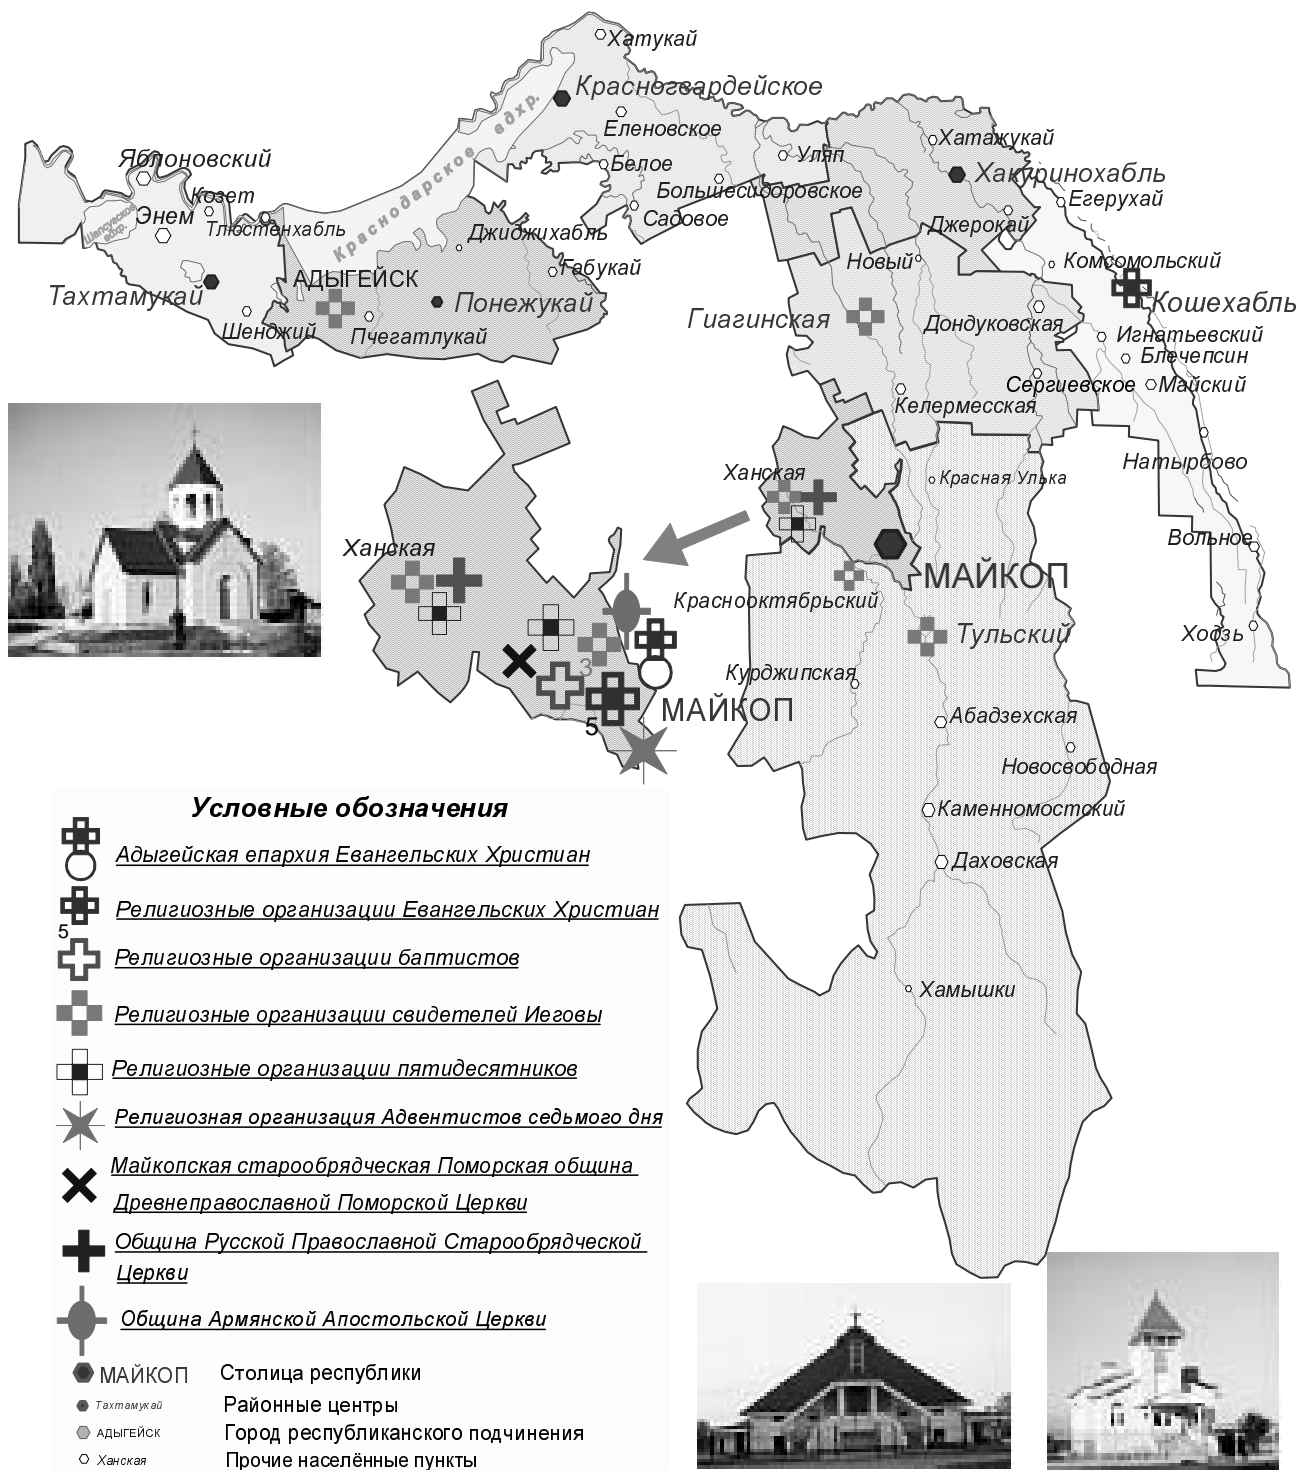 Хатукай
Красногвардейское
Краснодарское вдхр.
Еленовское
Хатажукай
Яблоновский
Белое
Уляп
Хакуринохабль
Козет
Большесидоровское
Егерухай
Энем
Шапсугское вдхр.
Садовое
Тлюстенхабль
Джиджихабль
Джерокай
Новый
Комсомольский
Габукай
АДЫГЕЙСК
Тахтамукай
Понежукай
Кошехабль
Гиагинская
Дондуковская
Шенджий
Пчегатлукай
Игнатьевский
Блечепсин
Сергиевское
Майский
Келермесская
Натырбово
Ханская
Красная Улька
Вольное
Ханская
МАЙКОП
Краснооктябрьский
Тульский
Ходзь
3
Курджипская
МАЙКОП
5
Абадзехская
Новосвободная
Каменномостский
Даховская
Хамышки
Условные обозначения
Адыгейская епархия Евангельских Христиан
Религиозные организации Евангельских Христиан
5
Религиозные организации баптистов
Религиозные организации свидетелей Иеговы
Религиозные организации пятидесятников
Религиозная организация Адвентистов седьмого дня
Майкопская старообрядческая Поморская община
Древнеправославной Поморской Церкви
Община Русской Православной Старообрядческой
Церкви
Община Армянской Апостольской Церкви
МАЙКОП Столица республики
Тахтамукай Районные центры
АДЫГЕЙСК Город республиканского подчинения
Ханская Прочие населённые пункты